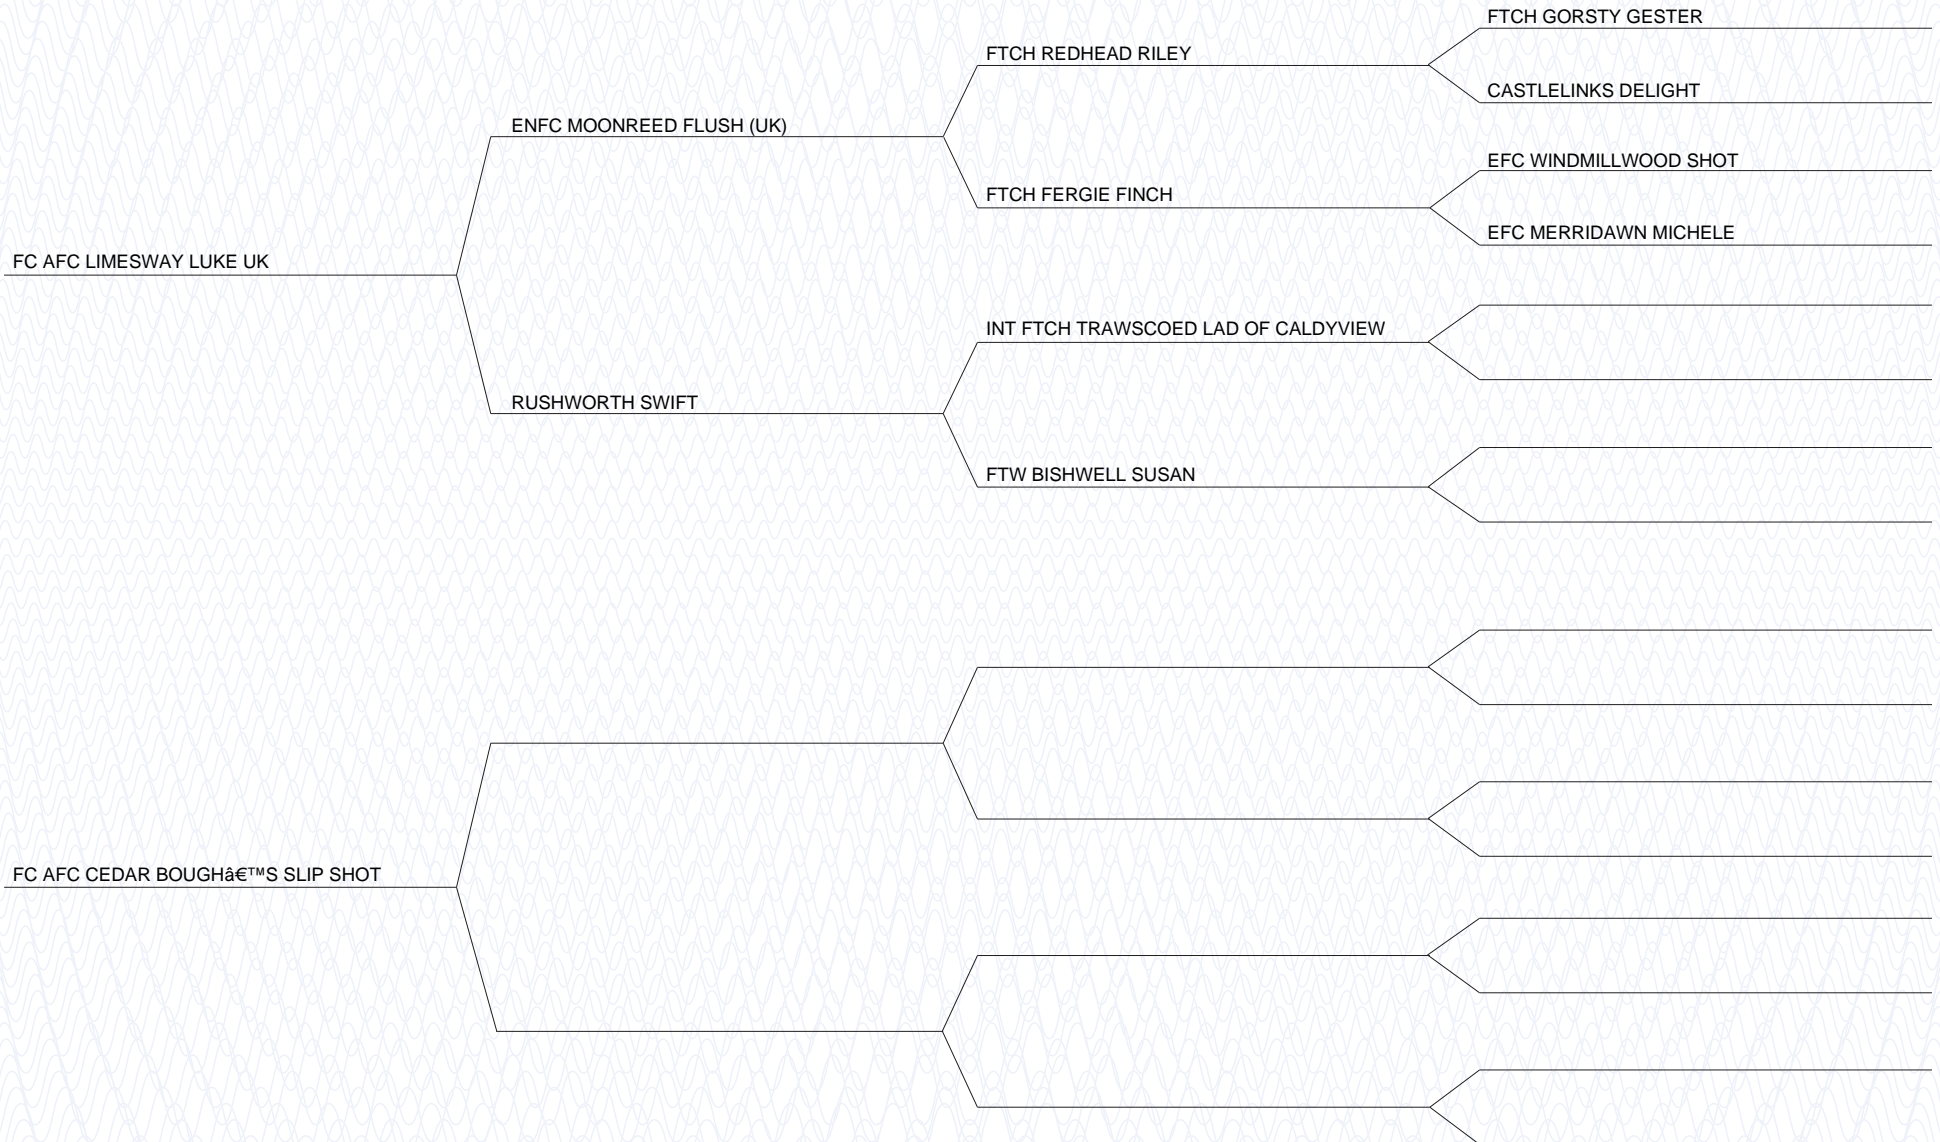 FTCH GORSTY GESTER
FTCH REDHEAD RILEY
CASTLELINKS DELIGHT
ENFC MOONREED FLUSH (UK)
EFC WINDMILLWOOD SHOT
FTCH FERGIE FINCH
EFC MERRIDAWN MICHELE
FC AFC LIMESWAY LUKE UK
INT FTCH TRAWSCOED LAD OF CALDYVIEW
RUSHWORTH SWIFT
FTW BISHWELL SUSAN
FC AFC CEDAR BOUGHâ€™S SLIP SHOT